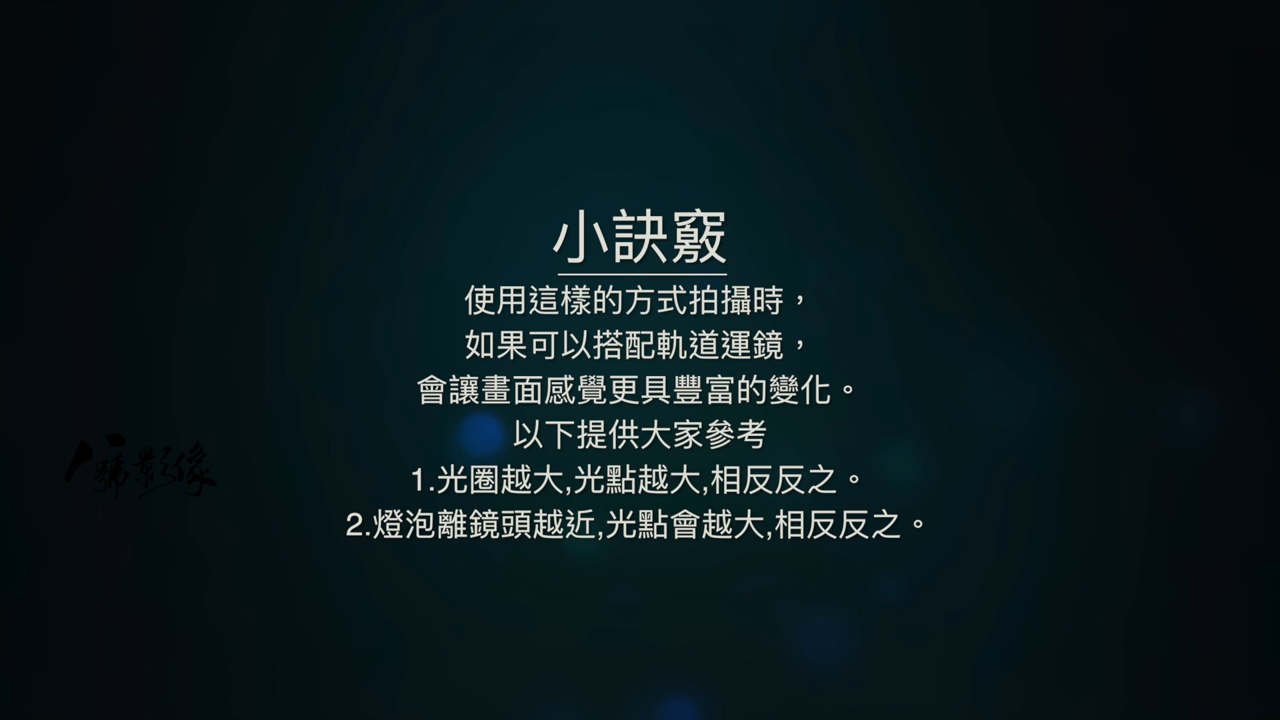 小訣竅
使用這樣的方式拍攝時，
如果可以搭配軌道運鏡，
會讓畫面感覺更具豐富的變化。
以下提供大家參考
1.光圈越大,光點越大,相反反之。
2.燈泡離鏡頭越近,光點會越大,相反反之。
號影像